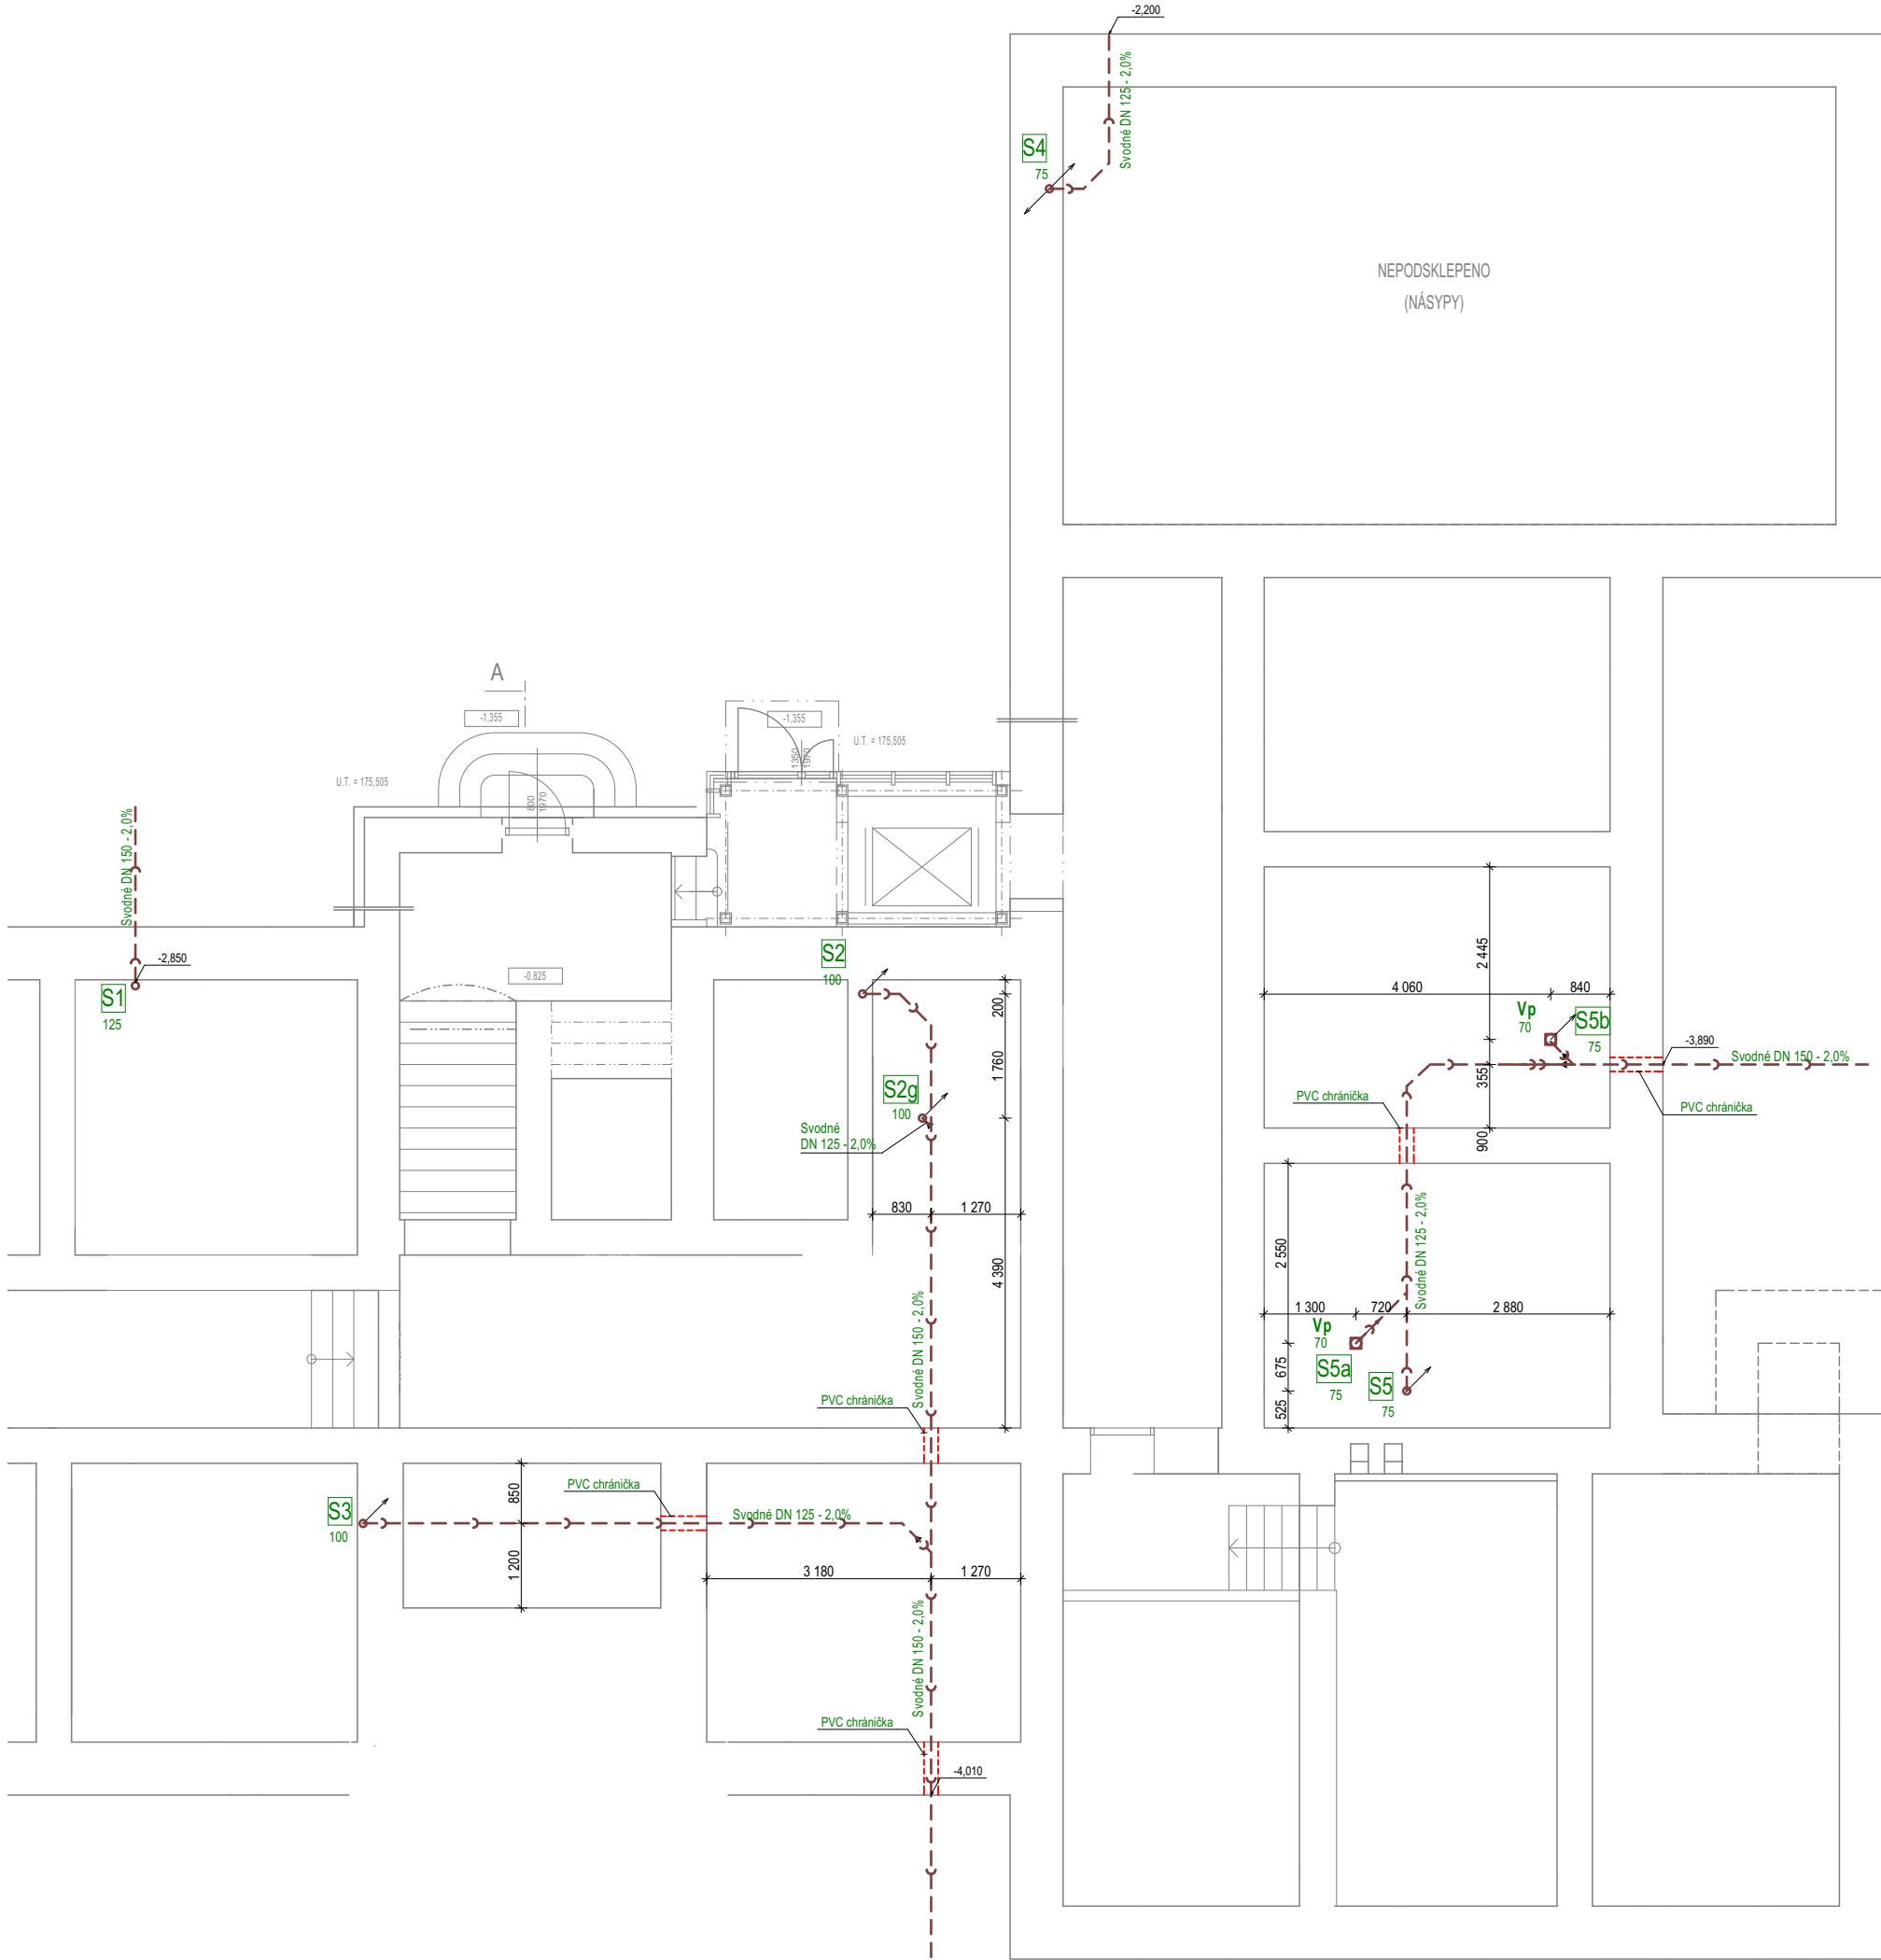 -2,200
Svodné DN 125 - 2,0%
S4
75
NEPODSKLEPENO
(NÁSYPY)
A
-1,355
-1,355
U.T. = 175,505
U.T. = 175,505
1350
1970
800
1970
Svodné DN 150 - 2,0%
-2,850
S1
125
-0.825
S2
100
200
1 760
S2g
100
Svodné
DN 125 - 2,0%
830
1 270
4 390
Svodné DN 150 - 2,0%
PVC chránička
2 445
4 060
840
Vp
70
S5b
75
-3,890
Svodné DN 150 - 2,0%
355
PVC chránička
PVC chránička
900
2 550
Svodné DN 125 - 2,0%
1 300
720
2 880
Vp
70
S5a
75
S5
75
675
525
S3
100
850
1 200
PVC chránička
Svodné DN 125 - 2,0%
3 180
1 270
Svodné DN 150 - 2,0%
PVC chránička
-4,010